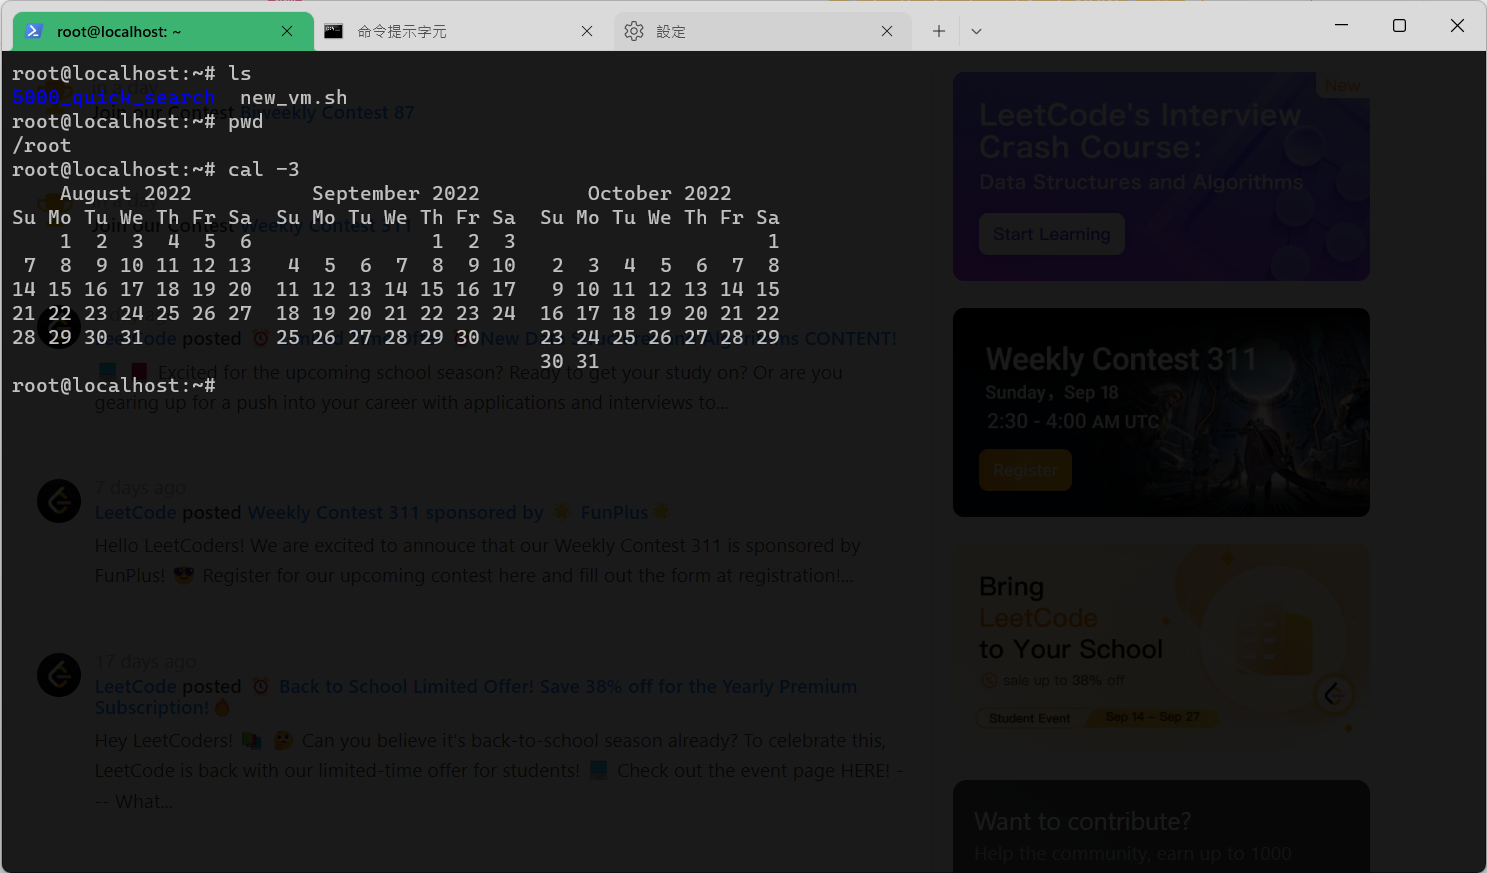 root@localhost: ~
命令提示字元
設定
root@localhost:~# ls
5000_quick_search  new_vm.sh
root@localhost:~# pwd
/root
root@localhost:~# cal -3
    August 2022          September 2022         October 2022
Su Mo Tu We Th Fr Sa  Su Mo Tu We Th Fr Sa  Su Mo Tu We Th Fr Sa
    1  2  3  4  5  6               1  2  3                     1
 7  8  9 10 11 12 13   4  5  6  7  8  9 10   2  3  4  5  6  7  8
14 15 16 17 18 19 20  11 12 13 14 15 16 17   9 10 11 12 13 14 15
21 22 23 24 25 26 27  18 19 20 21 22 23 24  16 17 18 19 20 21 22
28 29 30 31           25 26 27 28 29 30     23 24 25 26 27 28 29
                                            30 31
root@localhost:~#
Join our Contest Biweekly Contest 87
Join our Contest Weekly Contest 311
LeetCode posted
New
CONTENT!
Excited for the upcoming school season? Ready to get your study on? Or are you
gearing up for a push into your career with applications and interviews to...
7 days ago
LeetCode posted Weekly Contest 311 sponsored by FunPlus
Hello LeetCoders! We are excited to annouce that our Weekly Contest 311 is sponsored by
FunPlus! Register for our upcoming contest here and fill out the form at registration!...
17 days ago
LeetCode posted Back to School Limited Offer! Save 38% off for the Yearly Premium
Subscription!
Hey LeetCoders! Can you believe it's back-to-school season already? To celebrate this,
LeetCode is back with our limited-time offer for students! Check out the event page HERE! -
-- What...
New
LeetCode's Interview
Crash Course:
Data Structures and Algorithms
Start Learning
Weekly Contest 311
Sunday, Sep 18
2:30 - 4:00 AM UTC
Register
Bring
LeetCode
to Your School
sale up to 38% off
Student Event
Sep 14 - Sep 27
Want to contribute?
Help the community, earn up to 1000